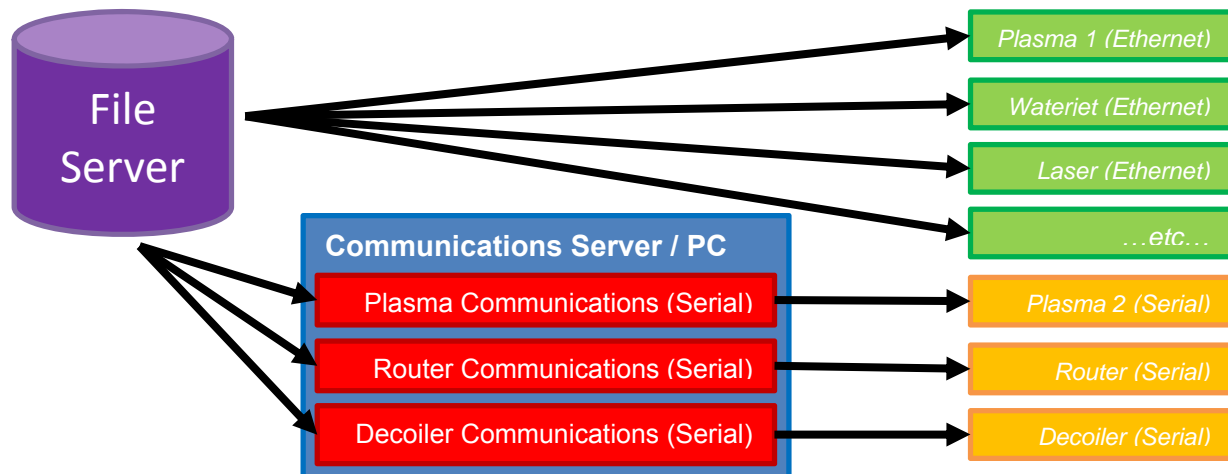 File
Server
Plasma 1 (Ethernet)
Waterjet (Ethernet)
Laser (Ethernet)
...etc...
Communications Server / PC
Plasma Communications (Serial)
Plasma 2 (Serial)
Router Communications (Serial)
Router (Serial)
Decoiler Communications (Serial)
Decoiler (Serial)